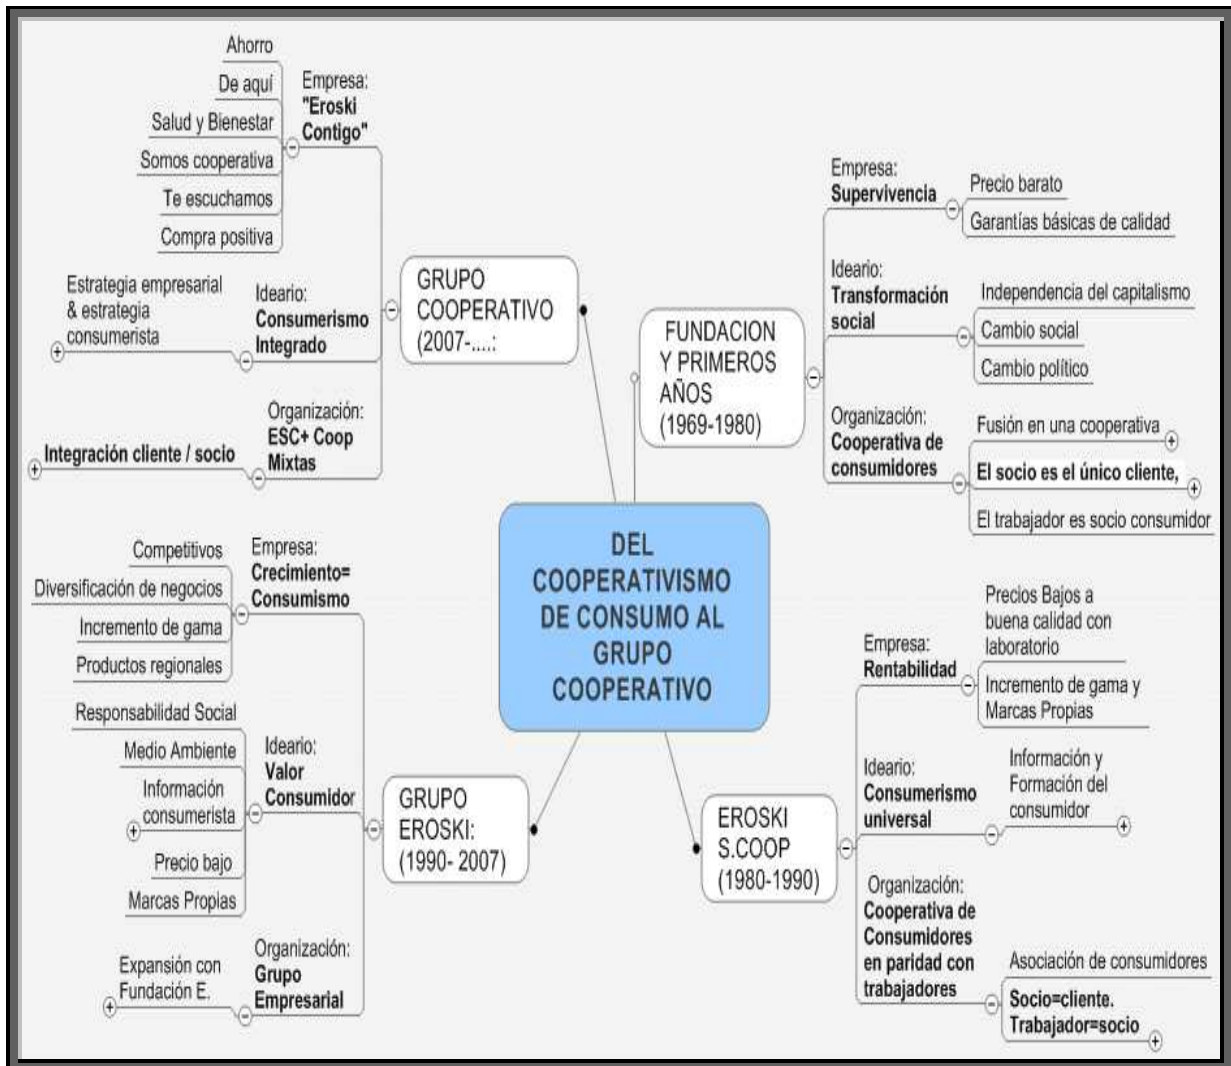 DEL
COOPERATIVISMO
DE CONSUMO AL
GRUPO
COOPERATIVO
FUNDACION
Y PRIMEROS
AÑOS
(1969-1980)
Empresa:
Supervivencia
Precio barato
Garantías básicas de calidad
Ideario:
Transformación
social
Independencia del capitalismo
Cambio social
Cambio político
Organización:
Cooperativa de
consumidores
Fusión en una cooperativa
El socio es el único cliente,
El trabajador es socio consumidor
EROSKI
S.COOP
(1980-1990)
Empresa:
Rentabilidad
Precios Bajos a
buena calidad con
laboratorio
Incremento de gama y
Marcas Propias
Ideario:
Consumerismo
universal
Información y
Formación del
consumidor
Organización:
Cooperativa de
Consumidores
en paridad con
trabajadores
Asociación de consumidores
Socio=cliente.
Trabajador=socio
GRUPO
EROSKI:
(1990- 2007)
Empresa:
Crecimiento=
Consumismo
Competitivos
Diversificación de negocios
Incremento de gama
Productos regionales
Ideario:
Valor
Consumidor
Responsabilidad Social
Medio Ambiente
Información
consumerista
Precio bajo
Marcas Propias
Organización:
Grupo
Empresarial
Expansión con
Fundación E.
GRUPO
COOPERATIVO
(2007-....:
Empresa:
"Eroski
Contigo"
Ahorro
De aquí
Salud y Bienestar
Somos cooperativa
Te escuchamos
Compra positiva
Ideario:
Consumerismo
Integrado
Estrategia empresarial
& estrategia
consumerista
Organización:
ESC+ Coop
Mixtas
Integración cliente / socio